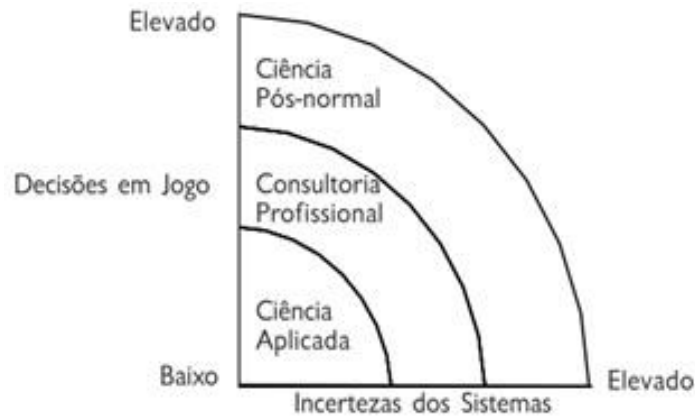 Elevado
Ciência
Pós-normal
Decisões em Jogo
Consultoria
Profissional
Ciência
Aplicada
Baixo
Elevado
Incertezas dos Sistemas